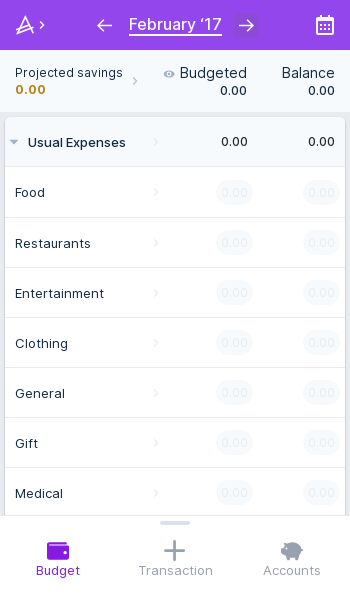 February ‘17
Projected savings
0.00
Budgeted
0.00
Balance
0.00
Usual Expenses 0.00 0.00
Food 0.00 0.00
Restaurants 0.00 0.00
Entertainment 0.00 0.00
Clothing 0.00 0.00
General 0.00 0.00
Gift 0.00 0.00
Medical 0.00 0.00
Budget Transaction Accounts